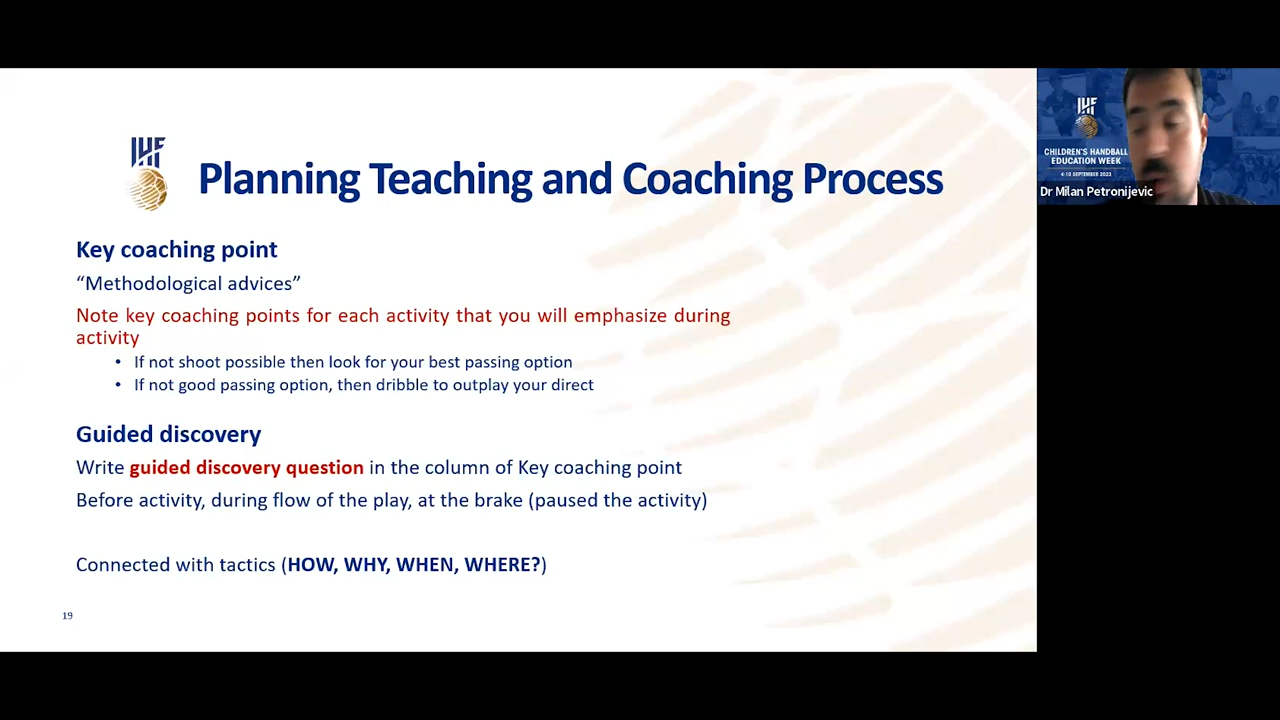 IHF
Planning Teaching and Coaching Process
Key coaching point
“Methodological advices”
Note key coaching points for each activity that you will emphasize during
activity
• If not shoot possible then look for your best passing option
• If not good passing option, then dribble to outplay your direct
Guided discovery
Write guided discovery question in the column of Key coaching point
Before activity, during flow of the play, at the brake (paused the activity)
Connected with tactics (HOW, WHY, WHEN, WHERE?)
19
IHF
CHILDREN'S HANDBALL
EDUCATION WEEK
4-10 SEPTEMBER 2023
Dr Milan Petronijevic